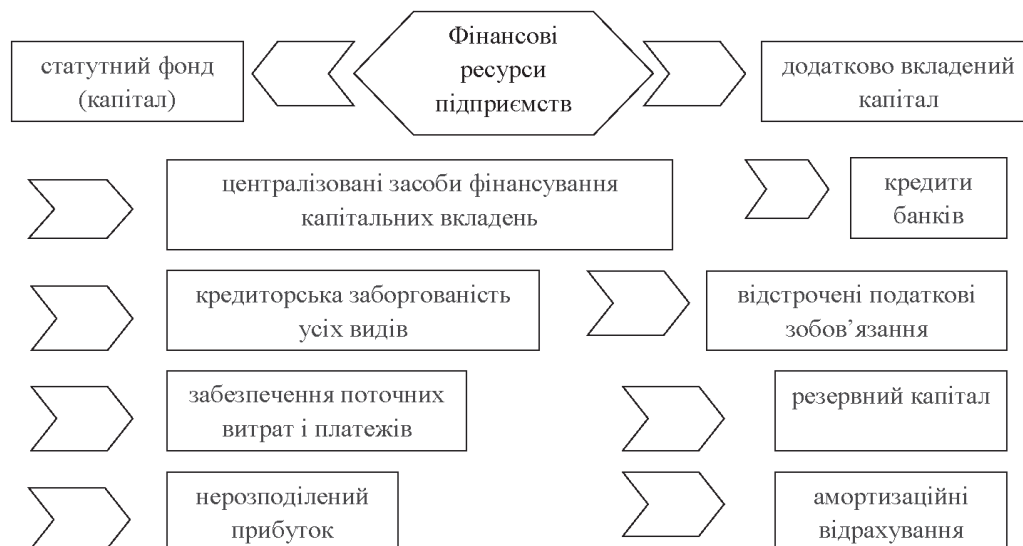 Фінансові
ресурси
підприємств
статутний фонд
(капітал)
додатково вкладений
капітал
централізовані засоби фінансування
капітальних вкладень
кредити
банків
кредиторська заборгованість
усіх видів
відстрочені податкові
зобов’язання
забезпечення поточних
витрат і платежів
резервний капітал
нерозподілений
прибуток
амортизаційні
відрахування